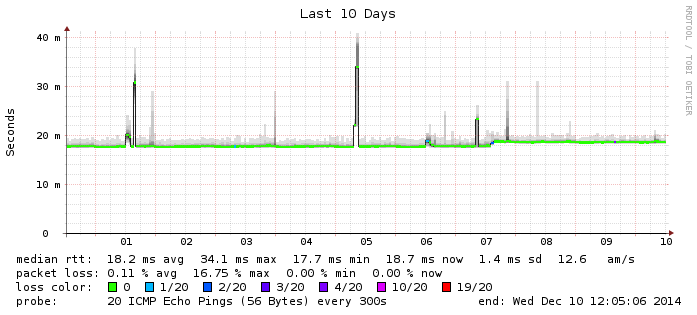 Last 10 Days
RRDTOOL / TOBI OETIKER
Seconds
40 m
30 m
20 m
10 m
0
01 02 03 04 05 06 07 08 09 10
median rtt: 18.2 ms avg 34.1 ms max 17.7 ms min 18.7 ms now 1.4 ms sd 12.6 am/s
packet loss: 0.11 % avg 16.75 % max 0.00 % min 0.00 % now
loss color: 0 1/20 2/20 3/20 4/20 10/20 19/20
probe: 20 ICMP Echo Pings (56 Bytes) every 300s end: Wed Dec 10 12:05:06 2014